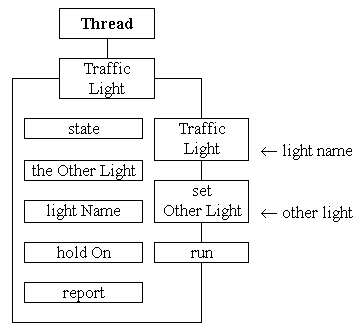 Thread
Traffic
Light
state
the Other Light
light Name
hold On
report
Traffic
Light
← light name
set
Other Light
← other light
run